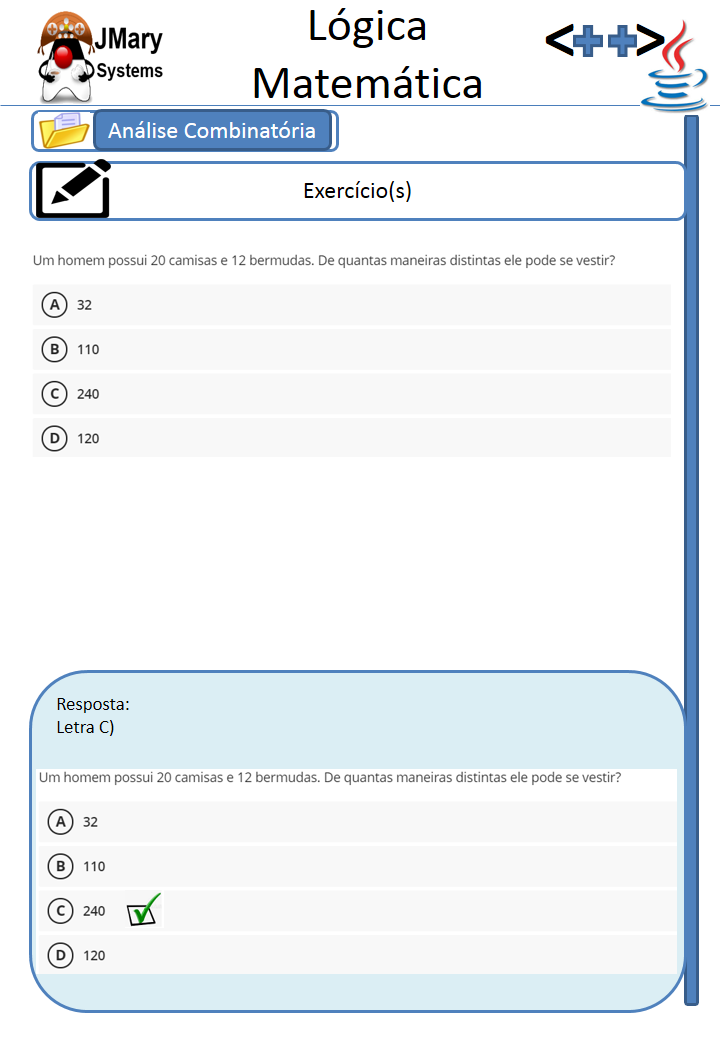 JMary
Systems
Lógica
Matemática
<++>
Análise Combinatória
Exercício(s)
Um homem possui 20 camisas e 12 bermudas. De quantas maneiras distintas ele pode se vestir?
A 32
B 110
C 240
D 120
Resposta:
Letra C)
Um homem possui 20 camisas e 12 bermudas. De quantas maneiras distintas ele pode se vestir?
A 32
B 110
C 240
D 120